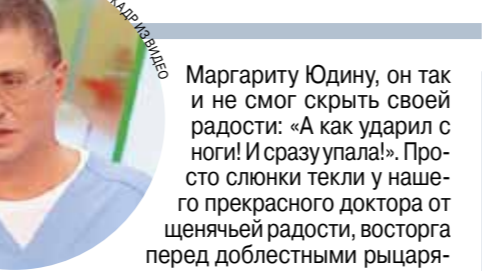 КАДР ИЗ ВИДЕО
Маргариту Юдину, он так
и не смог скрыть своей
радости: «А как ударил с
ноги! И сразу упала!». Про-
сто слюнки текли у наше-
го прекрасного доктора от
щенячьей радости, восторга
перед доблестными рыцаря-